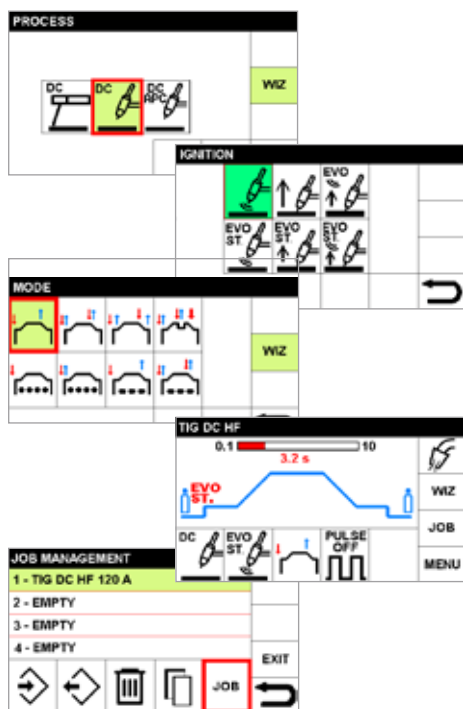 PROCESS
DC DC DC APC
WIZ
IGNITION
EVO
EVO ST. EVO ST. EVO ST.
MODE
WIZ
TIG DC HF
0.1 10
3.2 s
EVO ST.
WIZ
JOB
DC EVO ST. PULSE OFF
MENU
JOB MANAGEMENT
1 - TIG DC HF 120 A
2 - EMPTY
3 - EMPTY
4 - EMPTY
EXIT
JOB